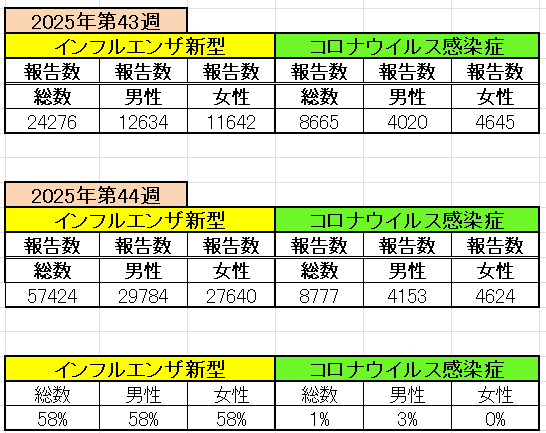 2025年第43週
インフルエンザ新型 コロナウイルス感染症
報告数 報告数 報告数 報告数 報告数 報告数
総数 男性 女性 総数 男性 女性
24276 12634 11642 8665 4020 4645
2025年第44週
インフルエンザ新型 コロナウイルス感染症
報告数 報告数 報告数 報告数 報告数 報告数
総数 男性 女性 総数 男性 女性
57424 29784 27640 8777 4153 4624
インフルエンザ新型 コロナウイルス感染症
総数 男性 女性 総数 男性 女性
58% 58% 58% 1% 3% 0%